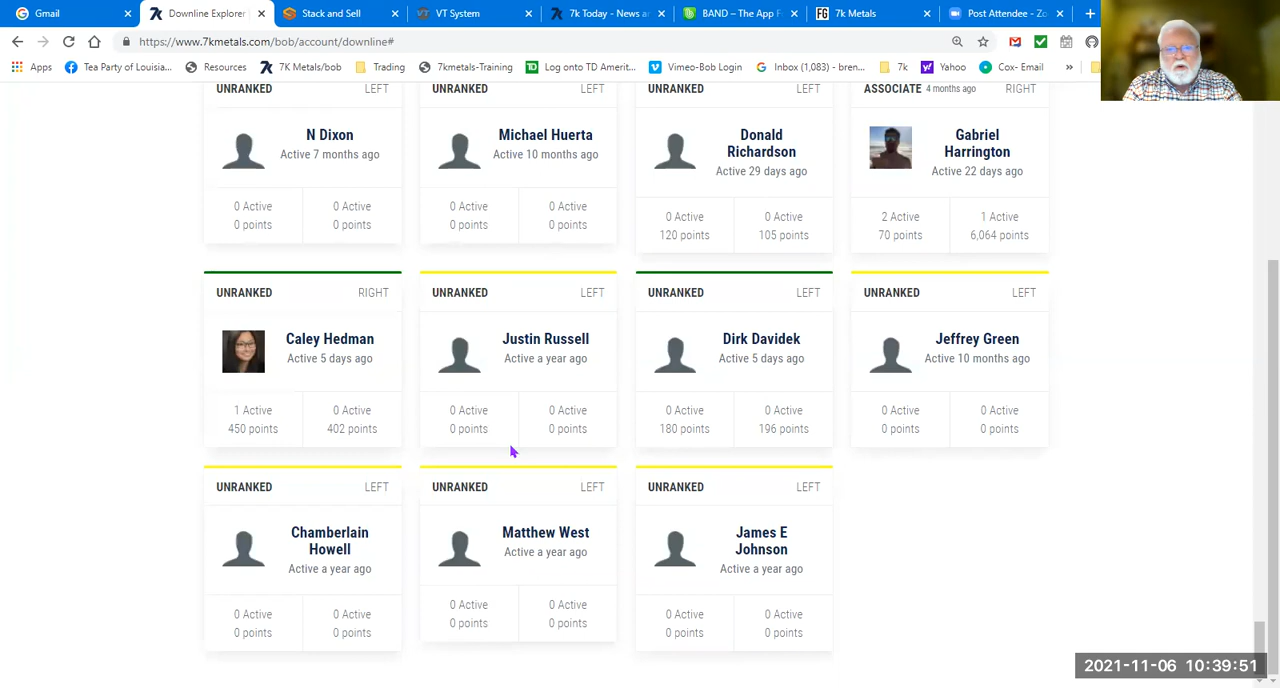 Gmail
Downline Explorer
Stack and Sell
VT System
7k Today - News a
BAND – The App F
FG 7k Metals
Post Attendee - Zo
https://www.7kmetals.com/bob/account/downline#
Apps
Tea Party of Louisia...
Resources
7K Metals/bob
Trading
7kmetals-Training
Log onto TD Amerit...
Vimeo-Bob Login
Inbox (1,083) - bren...
7k
Yahoo
Cox- Email
»
UNRANKED LEFT
UNRANKED LEFT
UNRANKED LEFT
ASSOCIATE 4 months ago RIGHT
N Dixon
Active 7 months ago
0 Active 0 Active
0 points 0 points
Michael Huerta
Active 10 months ago
0 Active 0 Active
0 points 0 points
Donald
Richardson
Active 29 days ago
0 Active 0 Active
120 points 105 points
Gabriel
Harrington
Active 22 days ago
2 Active 1 Active
70 points 6,064 points
UNRANKED RIGHT
Caley Hedman
Active 5 days ago
1 Active 0 Active
450 points 402 points
UNRANKED LEFT
Justin Russell
Active a year ago
0 Active 0 Active
0 points 0 points
UNRANKED LEFT
Dirk Davidek
Active 5 days ago
0 Active 0 Active
180 points 196 points
UNRANKED LEFT
Jeffrey Green
Active 10 months ago
0 Active 0 Active
0 points 0 points
UNRANKED LEFT
Chamberlain
Howell
Active a year ago
0 Active 0 Active
0 points 0 points
UNRANKED LEFT
Matthew West
Active a year ago
0 Active 0 Active
0 points 0 points
UNRANKED LEFT
James E
Johnson
Active a year ago
0 Active 0 Active
0 points 0 points
2021-11-06 10:39:51